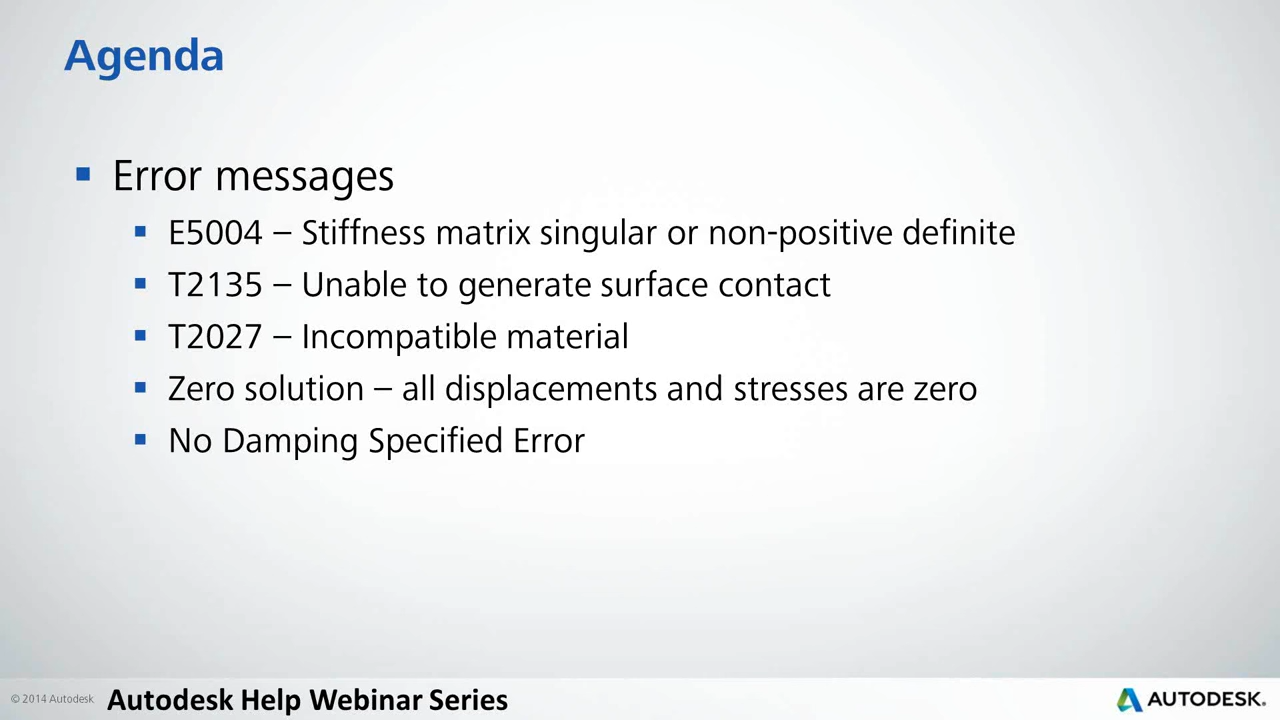 Agenda
Error messages
E5004 – Stiffness matrix singular or non-positive definite
T2135 – Unable to generate surface contact
T2027 – Incompatible material
Zero solution – all displacements and stresses are zero
No Damping Specified Error
© 2014 Autodesk
Autodesk Help Webinar Series
AUTODESK.